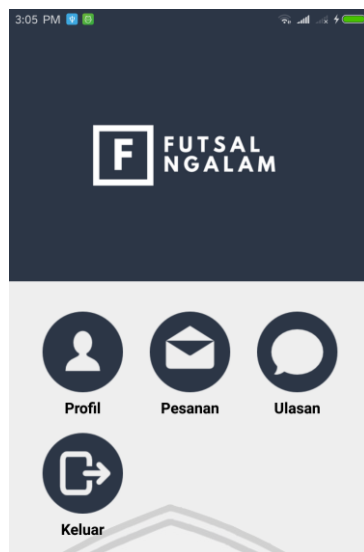 3:05 PM
F
FUTSAL
NGALAM
Profil
Pesanan
Ulasan
Keluar